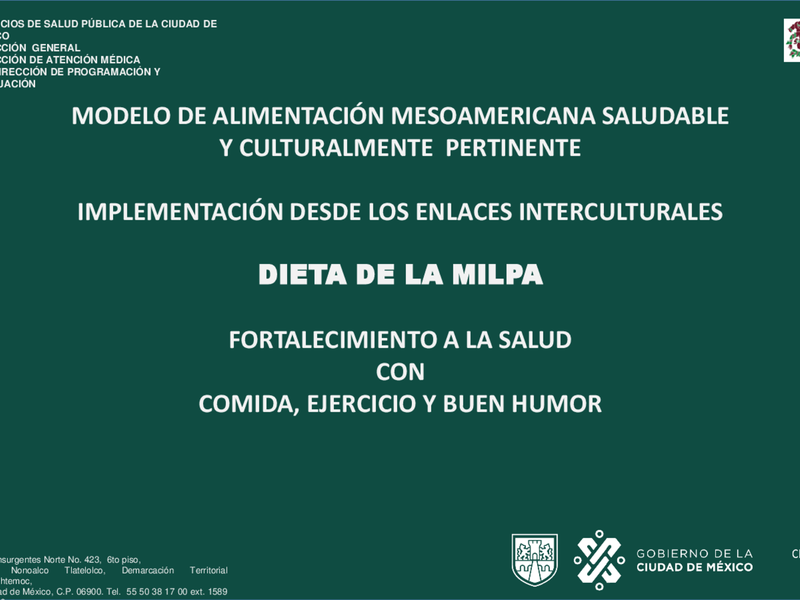 CIOS DE SALUD PÚBLICA DE LA CIUDAD DE
CO
CCIÓN GENERAL
CCIÓN DE ATENCIÓN MÉDICA
IRECCIÓN DE PROGRAMACIÓN Y
UACIÓN
MODELO DE ALIMENTACIÓN MESOAMERICANA SALUDABLE
Y CULTURALMENTE PERTINENTE
IMPLEMENTACIÓN DESDE LOS ENLACES INTERCULTURALES
DIETA DE LA MILPA
FORTALECIMIENTO A LA SALUD
CON
COMIDA, EJERCICIO Y BUEN HUMOR
nsurgentes Norte No. 423, 6to piso,
Nonoalco Tlatelolco, Demarcación Territorial
htemoc,
ad de México, C.P. 06900. Tel. 55 50 38 17 00 ext. 1589
GOBIERNO DE LA
CIUDAD DE MÉXICO